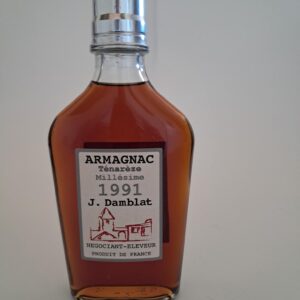 ARMAGNAC
Ténarèze
Millésime
1991
J. Damblat
NEGOCIANT-ELEVEUR
PRODUIT DE FRANCE